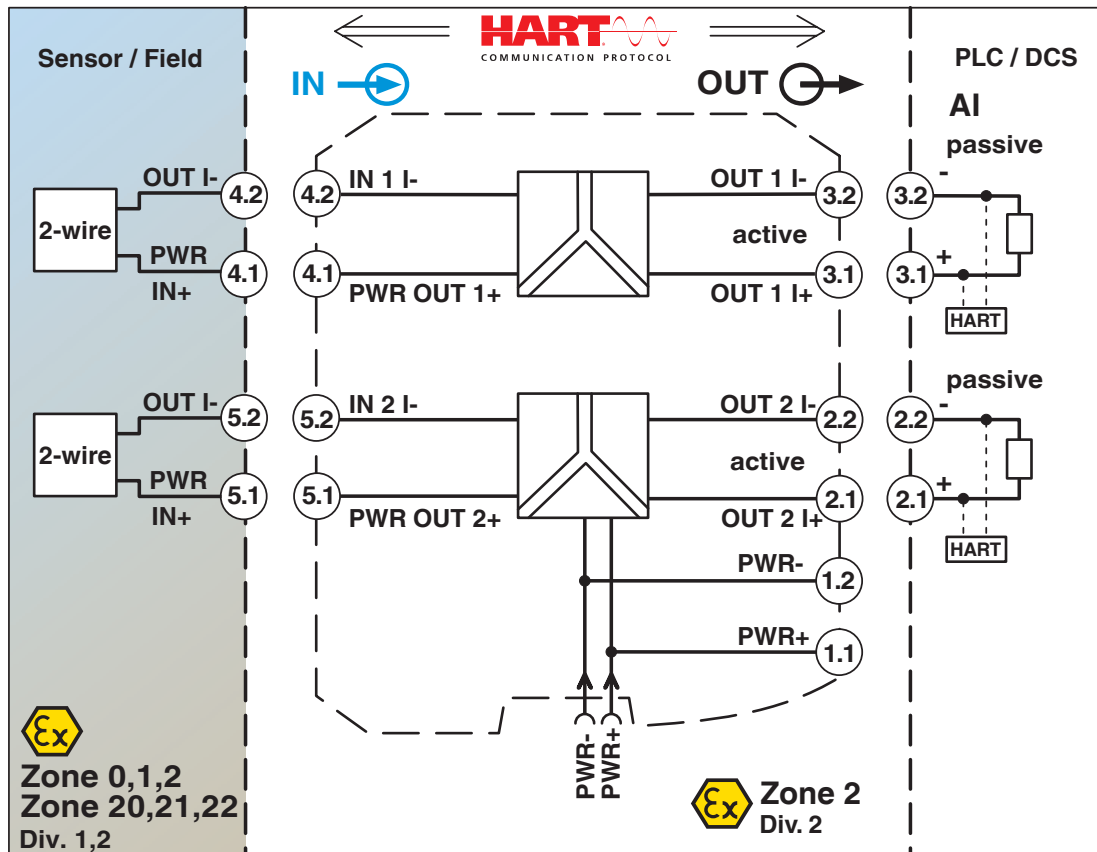 Sensor / Field
HART
COMMUNICATION PROTOCOL
PLC / DCS
IN
OUT
AI
passive
OUT I-
4.2
4.2
IN 1 I-
OUT 1 I-
3.2
3.2
-
2-wire
active
PWR
IN+
4.1
4.1
PWR OUT 1+
OUT 1 I+
3.1
3.1
+
HART
passive
OUT I-
5.2
5.2
IN 2 I-
OUT 2 I-
2.2
2.2
-
2-wire
active
PWR
IN+
5.1
5.1
PWR OUT 2+
OUT 2 I+
2.1
2.1
+
HART
PWR-
1.2
PWR+
1.1
PWR-
PWR+
Ex
Zone 0,1,2
Zone 20,21,22
Div. 1,2
Ex
Zone 2
Div. 2